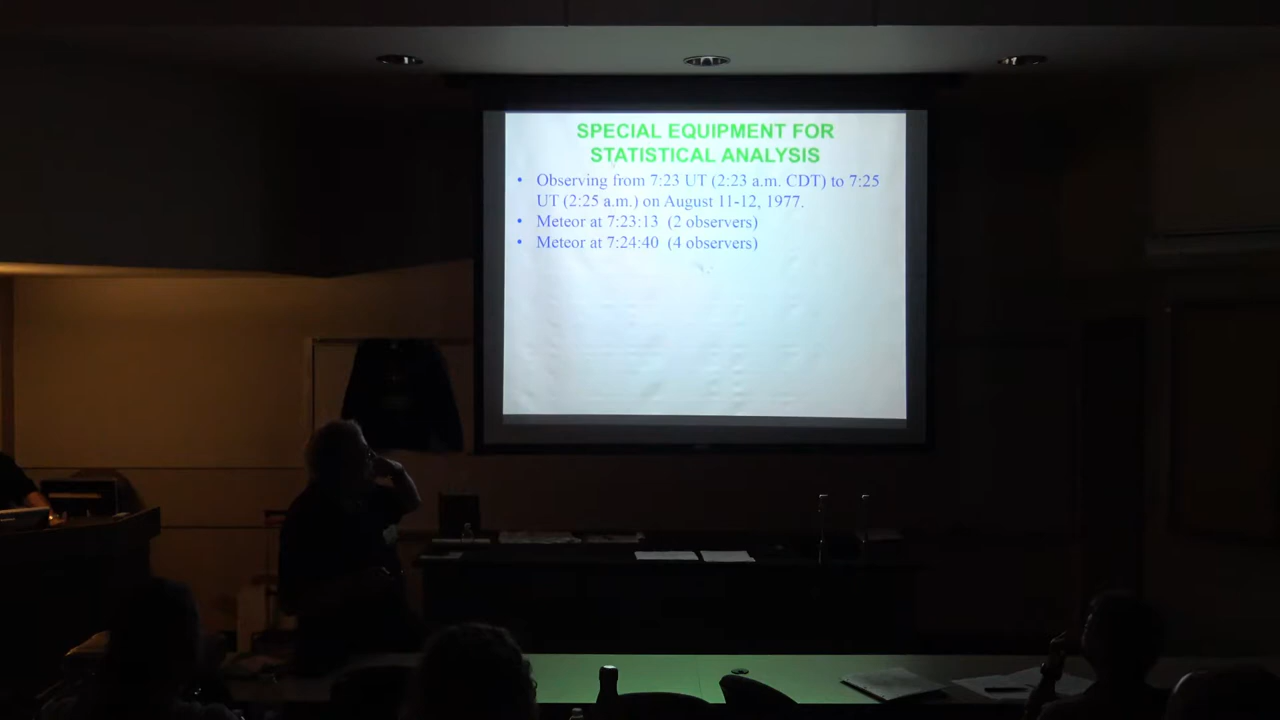 SPECIAL EQUIPMENT FOR
STATISTICAL ANALYSIS
• Observing from 7:23 UT (2:23 a.m. CDT) to 7:25
UT (2:25 a.m.) on August 11-12, 1977.
• Meteor at 7:23:13 (2 observers)
• Meteor at 7:24:40 (4 observers)